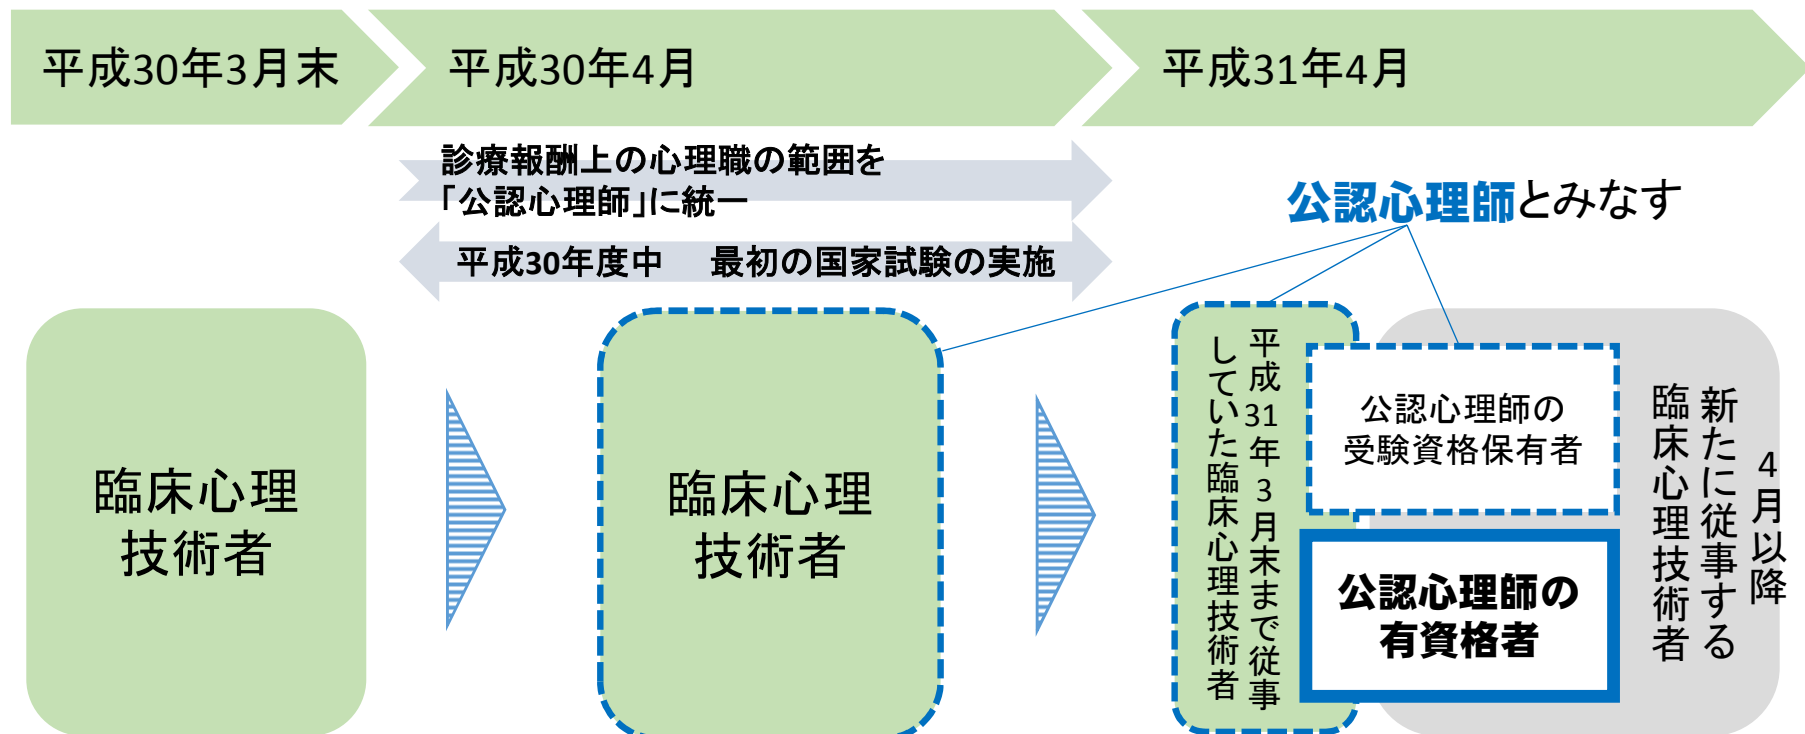 平成30年3月末
平成30年4月
平成31年4月
診療報酬上の心理職の範囲を
「公認心理師」に統一
公認心理師とみなす
平成30年度中　最初の国家試験の実施
臨床心理
技術者
臨床心理
技術者
平成31年3月末まで従事
していた臨床心理技術者
公認心理師の
受験資格保有者
公認心理師の
有資格者
4月以降
新たに従事する
臨床心理技術者